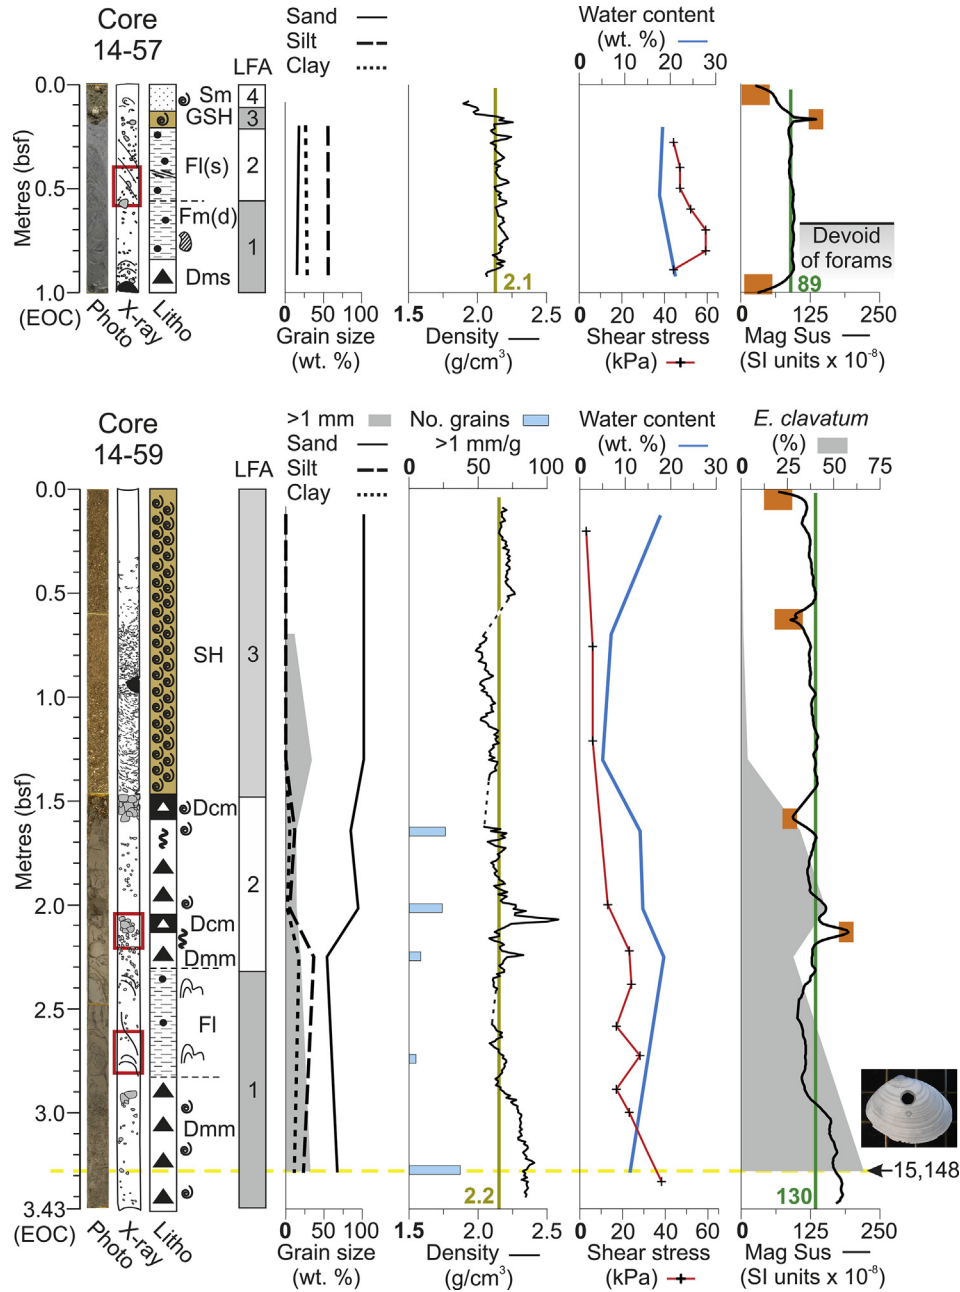 Core
14-57
Sand
Silt
Clay
LFA
Water content
(wt. %)
0 10 20 30
Metres (bsf)
0.0
0.5
1.0
(EOC)
Sm
GSH
Fl(s)
Fm(d)
Dms
4
3
2
1
2.1
Devoid
of forams
89
Photo
X-ray
Litho
0 50 100
Grain size
(wt. %)
1.5 2.0 2.5
Density
(g/cm³)
0 20 40 60
Shear stress
(kPa)
0 125 250
Mag Sus
(SI units x 10⁻⁸)
Core
14-59
>1 mm
Sand
Silt
Clay
LFA
No. grains
>1 mm/g
0 50 100
Water content
(wt. %)
0 10 20 30
E. clavatum
(%)
0 25 50 75
Metres (bsf)
0.0
0.5
1.0
1.5
2.0
2.5
3.0
3.43
(EOC)
SH
Dcm
Dcm
Dmm
Fl
Dmm
3
2
1
2.2
130
15,148
Photo
X-ray
Litho
0 50 100
Grain size
(wt. %)
1.5 2.0 2.5
Density
(g/cm³)
0 20 40 60
Shear stress
(kPa)
0 125 250
Mag Sus
(SI units x 10⁻⁸)